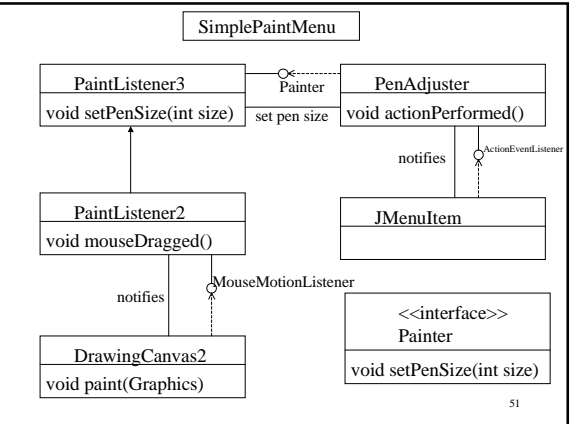 SimplePaintMenu
PaintListener3
void setPenSize(int size)
Painter
set pen size
PenAdjuster
void actionPerformed()
notifies
ActionEventListener
PaintListener2
void mouseDragged()
JMenuItem
notifies
MouseMotionListener
DrawingCanvas2
void paint(Graphics)
<<interface>>
Painter
void setPenSize(int size)
51